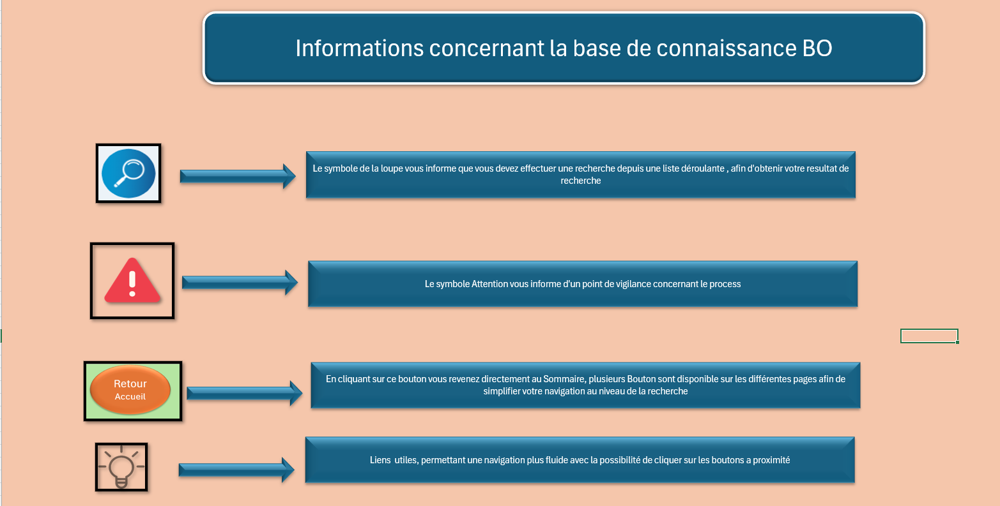 Informations concernant la base de connaissance BO
Le symbole de la loupe vous informe que vous devez effectuer une recherche depuis une liste déroulante , afin d'obtenir votre resultat de
recherche
Le symbole Attention vous informe d'un point de vigilance concernant le process
Retour
Accueil
En cliquant sur ce bouton vous revenez directement au Sommaire, plusieurs Bouton sont disponible sur les différentes pages afin de
simplifier votre navigation au niveau de la recherche
Liens  utiles, permettant une navigation plus fluide avec la possibilité de cliquer sur les boutons a proximité